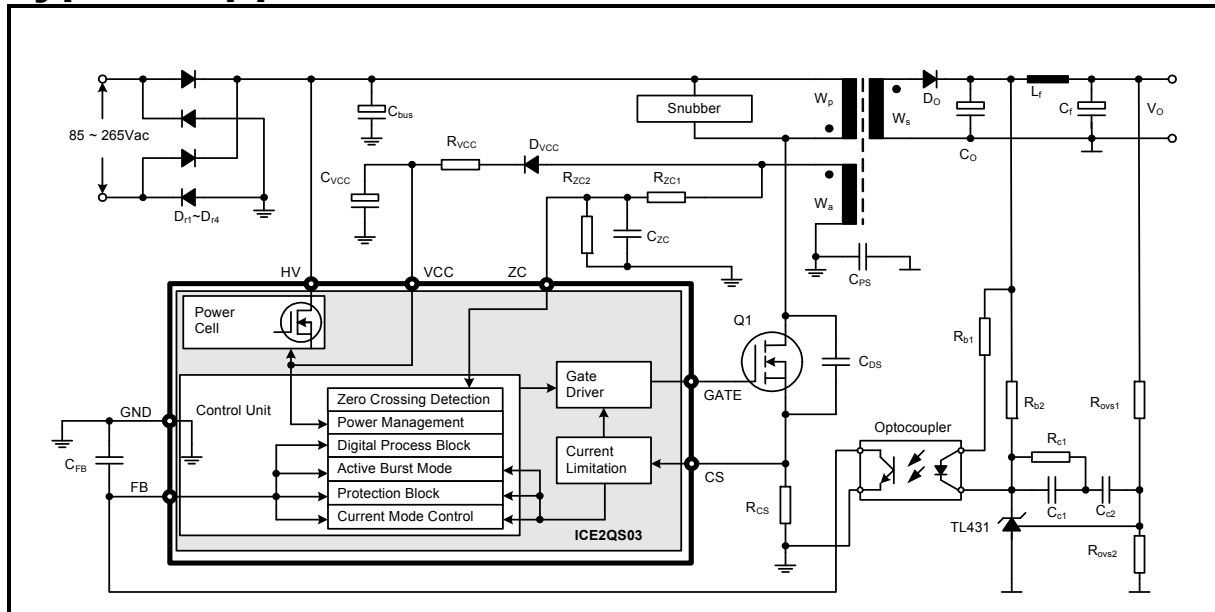 85 ~ 265Vac
Dr1~Dr4
Cbus
Snubber
Wp
Ws
DO
CO
Lf
Cf
VO
RVCC
DVCC
CVCC
RZC2
RZC1
CZC
Wa
CPS
HV
VCC
ZC
Power
Cell
Q1
CDS
Rb1
Rb2
Rovs1
GND
Control Unit
Zero Crossing Detection
Power Management
Digital Process Block
Active Burst Mode
Protection Block
Current Mode Control
Gate
Driver
GATE
Current
Limitation
CS
CFB
FB
ICE2QS03
RCS
Optocoupler
Rc1
Cc1
Cc2
TL431
Rovs2